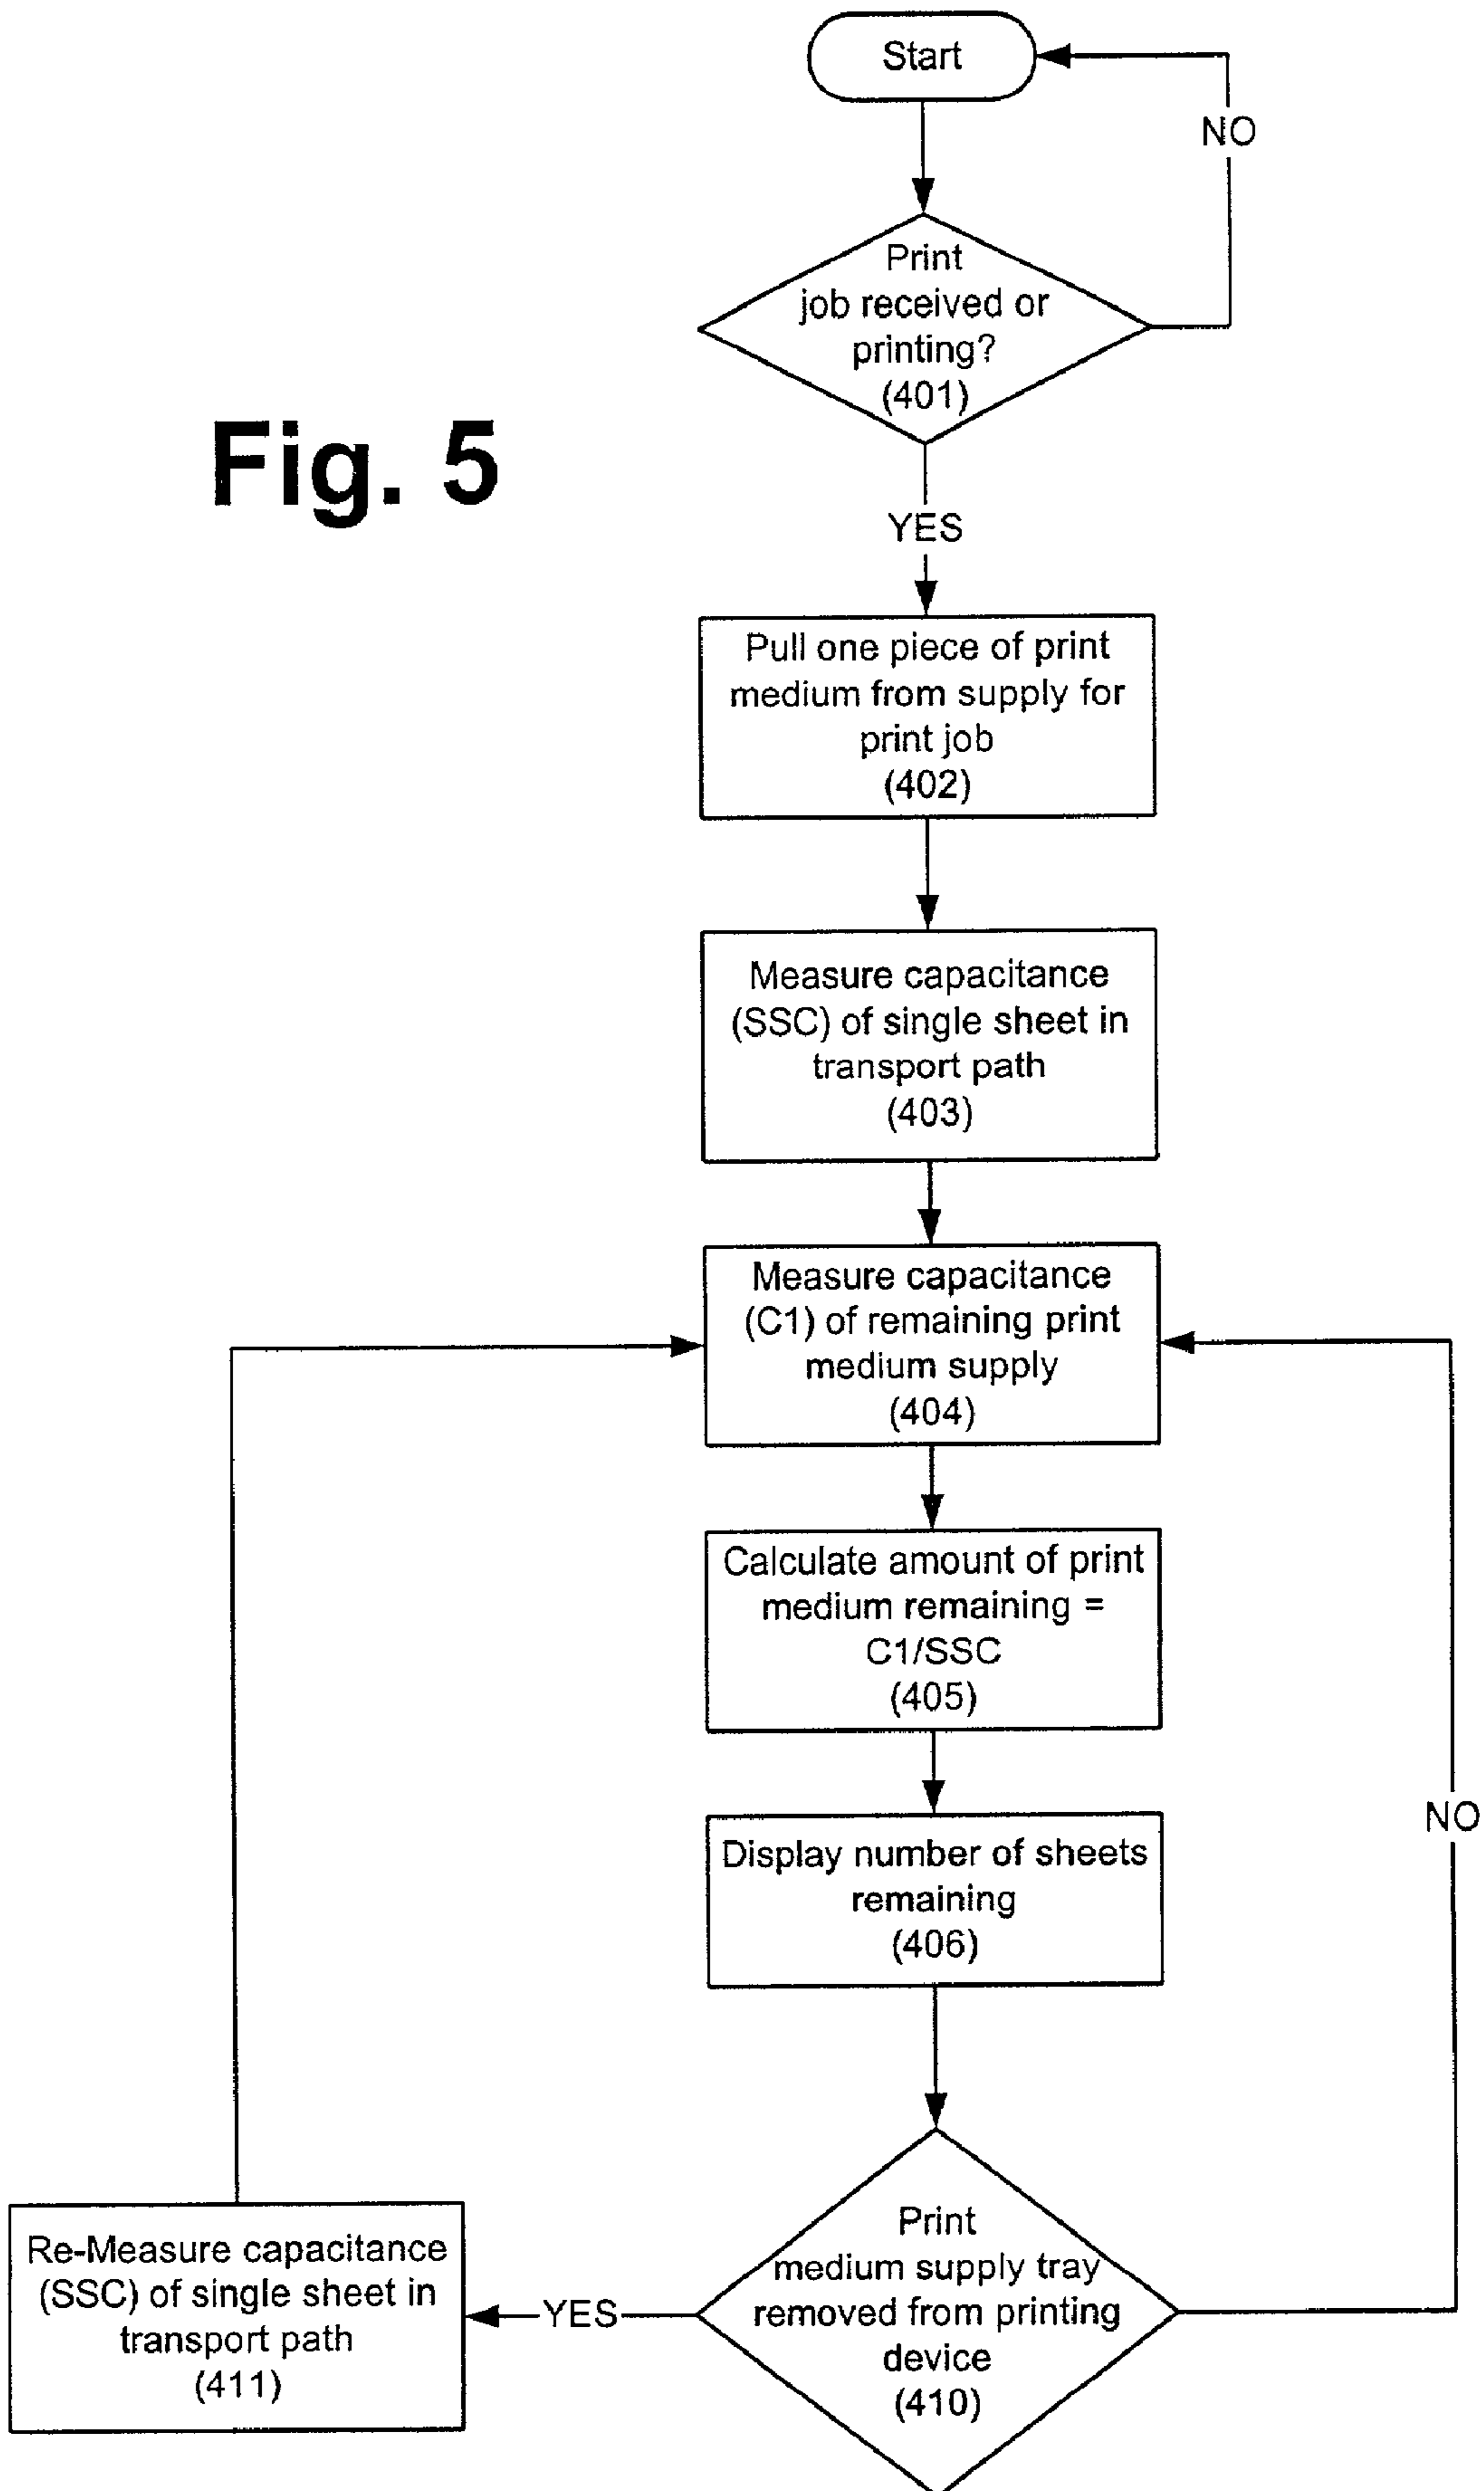 Start
NO
Print
job received or
printing?
(401)
Fig. 5
YES
Pull one piece of print
medium from supply for
print job
(402)
Measure capacitance
(SSC) of single sheet in
transport path
(403)
Measure capacitance
(C1) of remaining print
medium supply
(404)
Calculate amount of print
medium remaining =
C1/SSC
(405)
NO
Display number of sheets
remaining
(406)
Print
medium supply tray
removed from printing
device
(410)
YES
Re-Measure capacitance
(SSC) of single sheet in
transport path
(411)